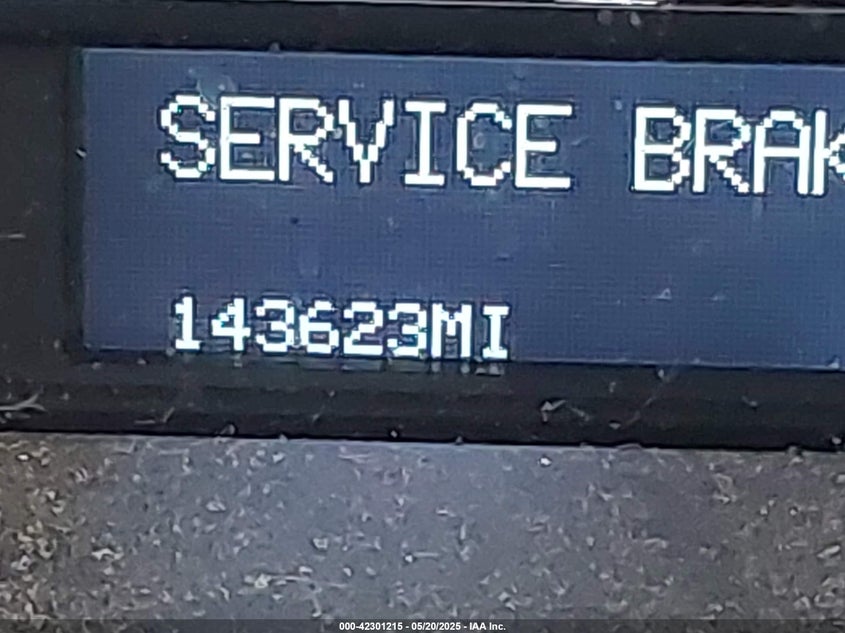 SERVICE BRAK
143623MI
000-42301215 - 05/20/2025 - IAA Inc.